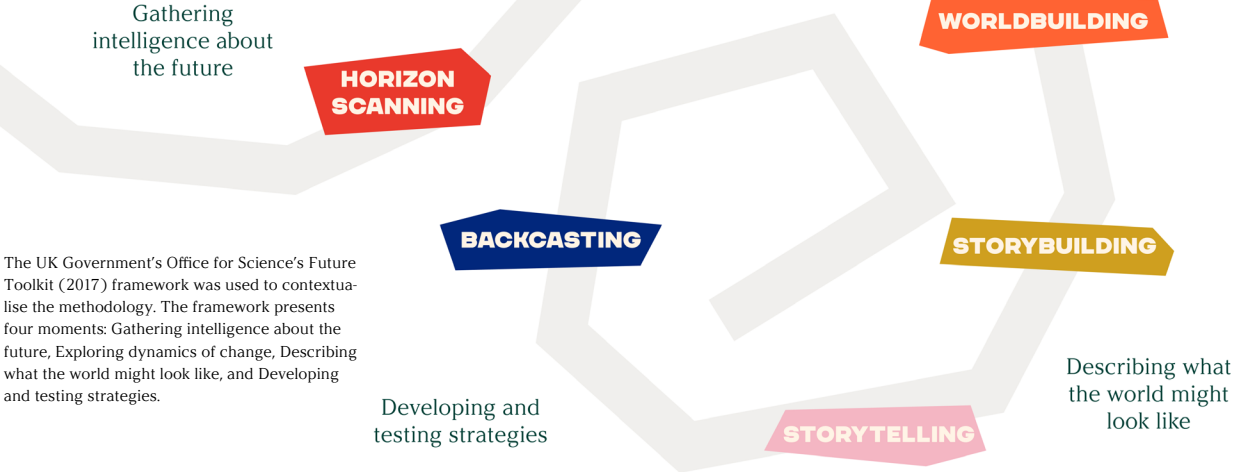 Gathering
intelligence about
the future
HORIZON
SCANNING
WORLDBUILDING
BACKCASTING
STORYBUILDING
The UK Government's Office for Science's Future
Toolkit (2017) framework was used to contextua-
lise the methodology. The framework presents
four moments: Gathering intelligence about the
future, Exploring dynamics of change, Describing
what the world might look like, and Developing
and testing strategies.
Describing what
the world might
look like
Developing and
testing strategies
STORYTELLING